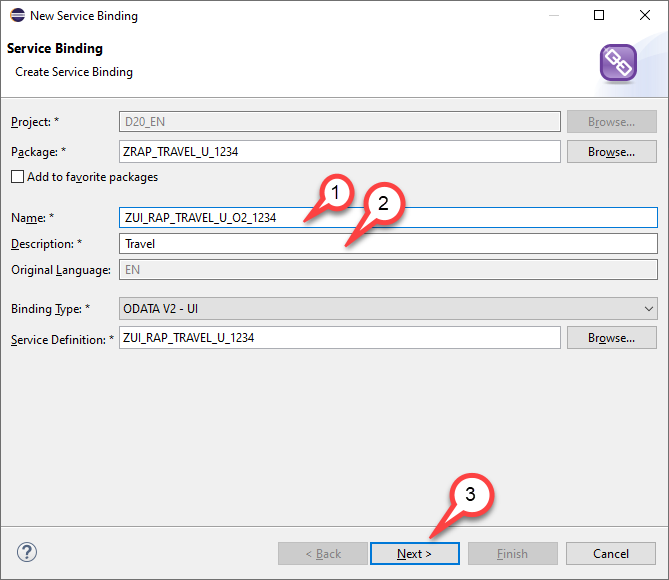 New Service Binding
Service Binding
Create Service Binding
Project: * D20_EN Browse...
Package: * ZRAP_TRAVEL_U_1234 Browse...
Add to favorite packages
1
2
Name: * ZUI_RAP_TRAVEL_U_O2_1234
Description: * Travel
Original Language: EN
Binding Type: * ODATA V2 - UI
Service Definition: * ZUI_RAP_TRAVEL_U_1234 Browse...
3
? < Back Next > Finish Cancel